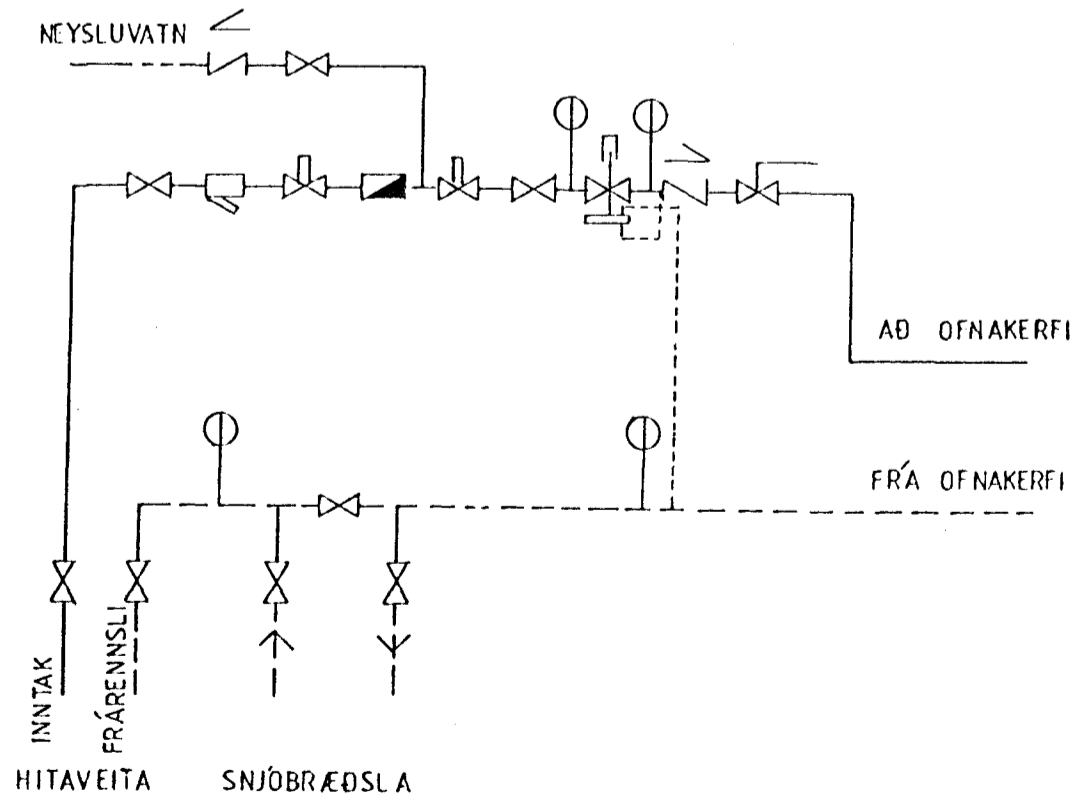 NEYSLUVATN
AÐ OFNAKERFI
FRÁ OFNAKERFI
INNTAK
FRÁRENNSLI
HITAVEITA
SNJÓBRÆÐSLA